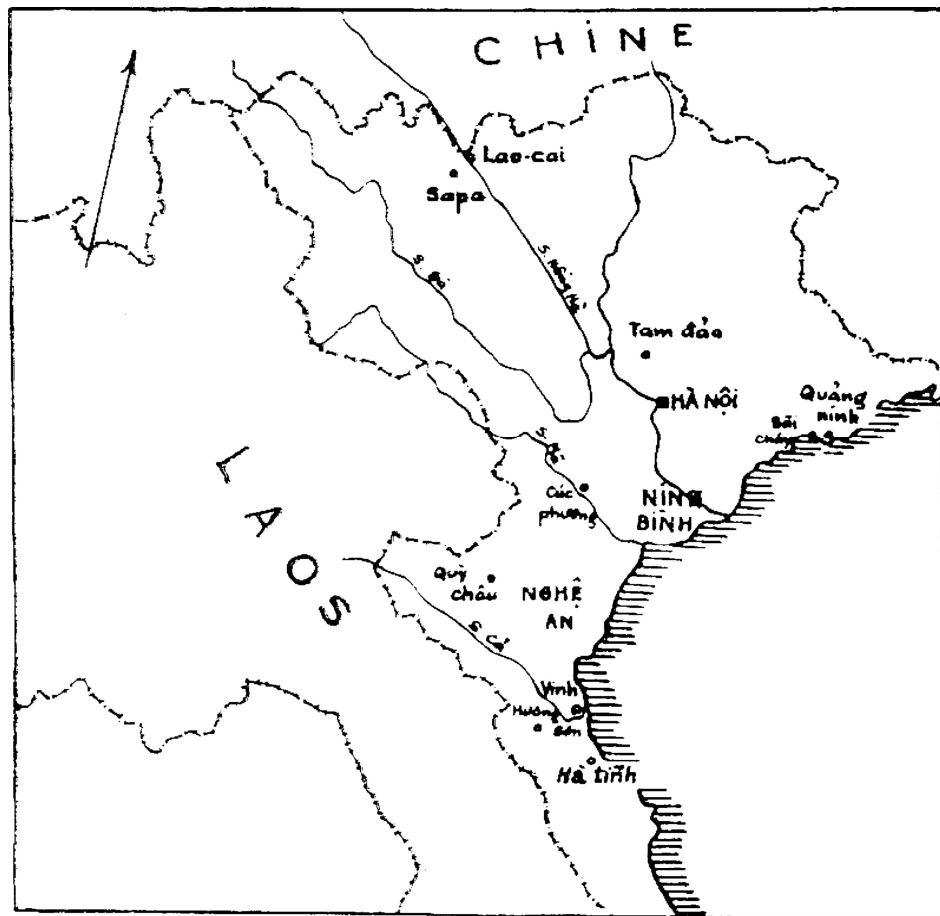 CHINE
Lao-cai
Sapa
S. Hồng Hà
S. Đà
Tam đảo
HÀ NỘI
Quảng
ninh
Bãi
cháy
S. Mã
Cúc
phương
NINH
BÌNH
LAOS
Quỳ
châu
NGHỆ
AN
S. Cả
Vinh
Hương
Sơn
Hà tĩnh